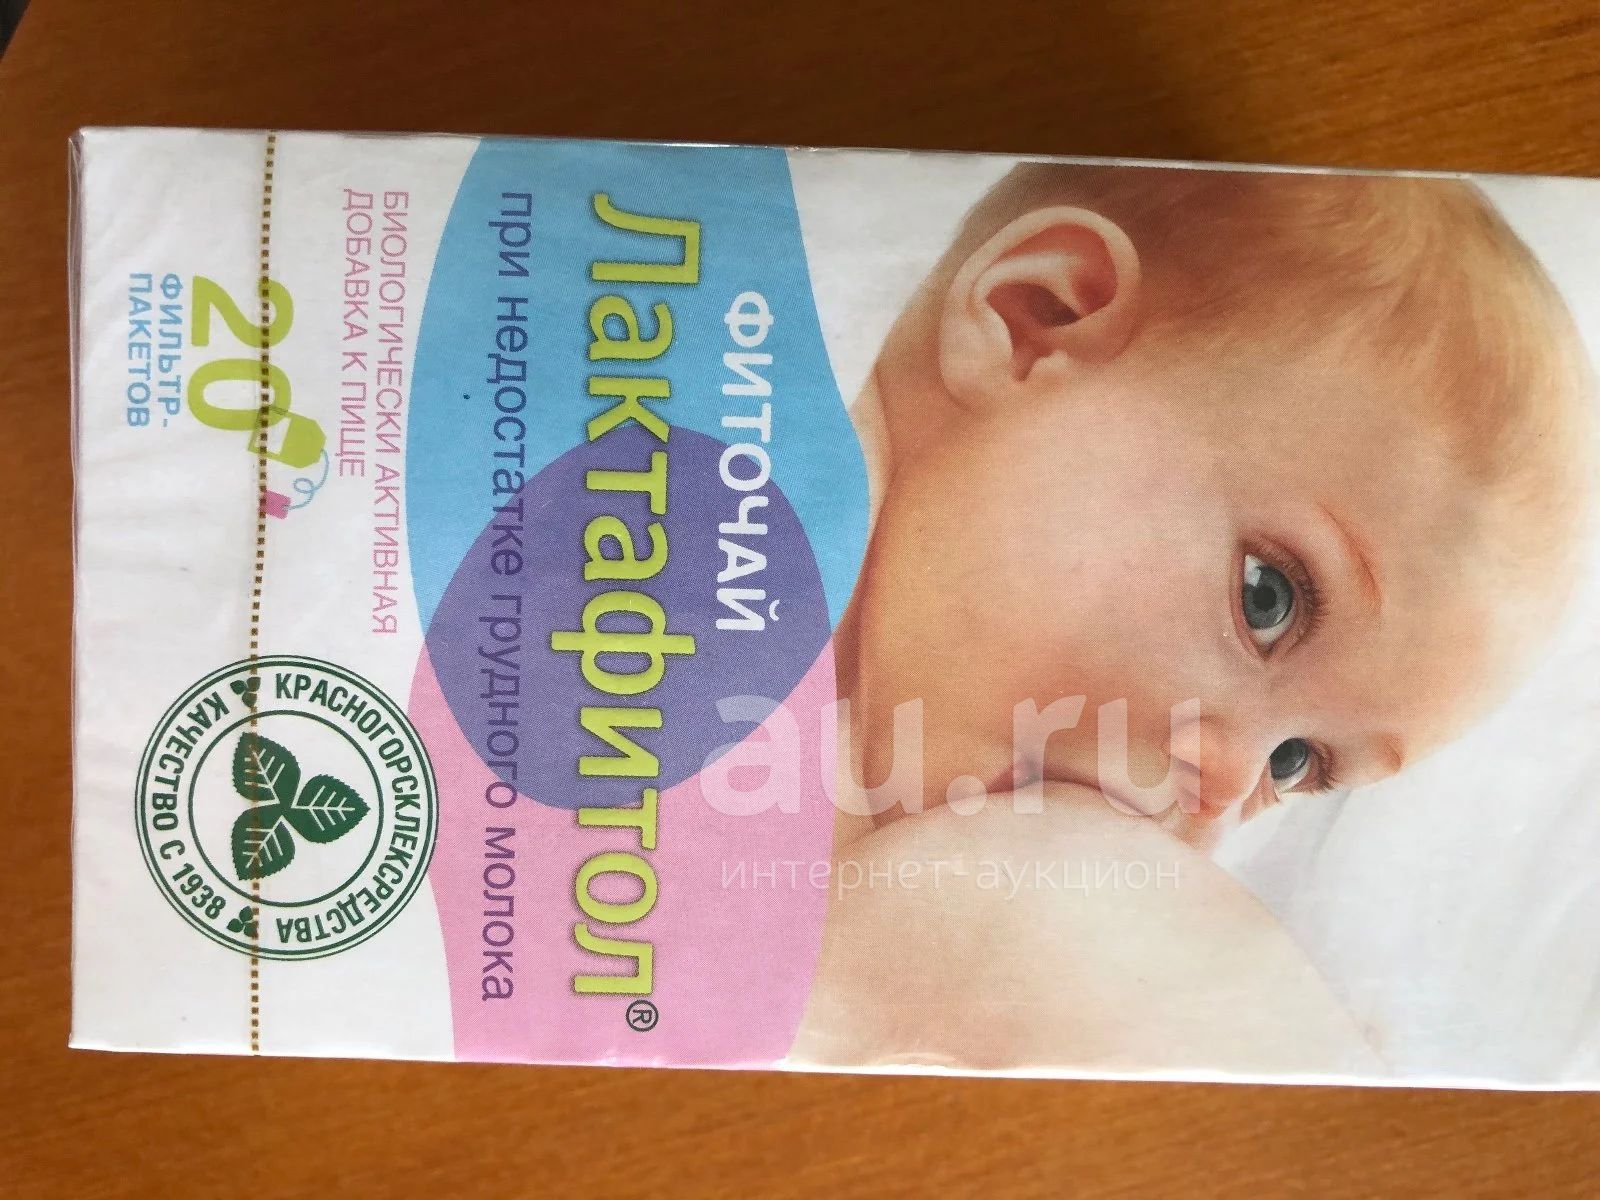 ФИТОЧАЙ
Лактафитол®
при недостатке грудного молока
БИОЛОГИЧЕСКИ АКТИВНАЯ
ДОБАВКА К ПИЩЕ
20
ФИЛЬТР-
ПАКЕТОВ
КРАСНОГОРСКЛЕКСРЕДСТВА
КАЧЕСТВО С 1938
au.ru
интернет-аукцион